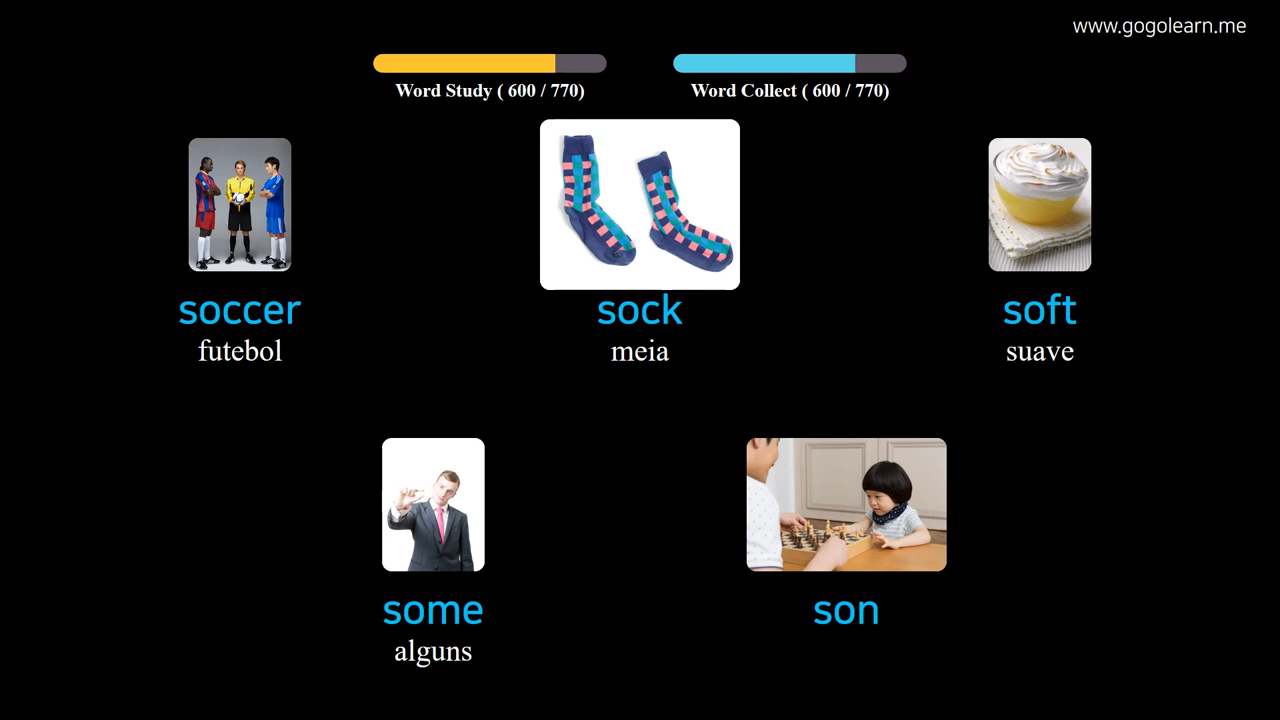 www.gogolearn.me
Word Study ( 600 / 770)
Word Collect ( 600 / 770)
soccer
futebol
sock
meia
soft
suave
some
alguns
son